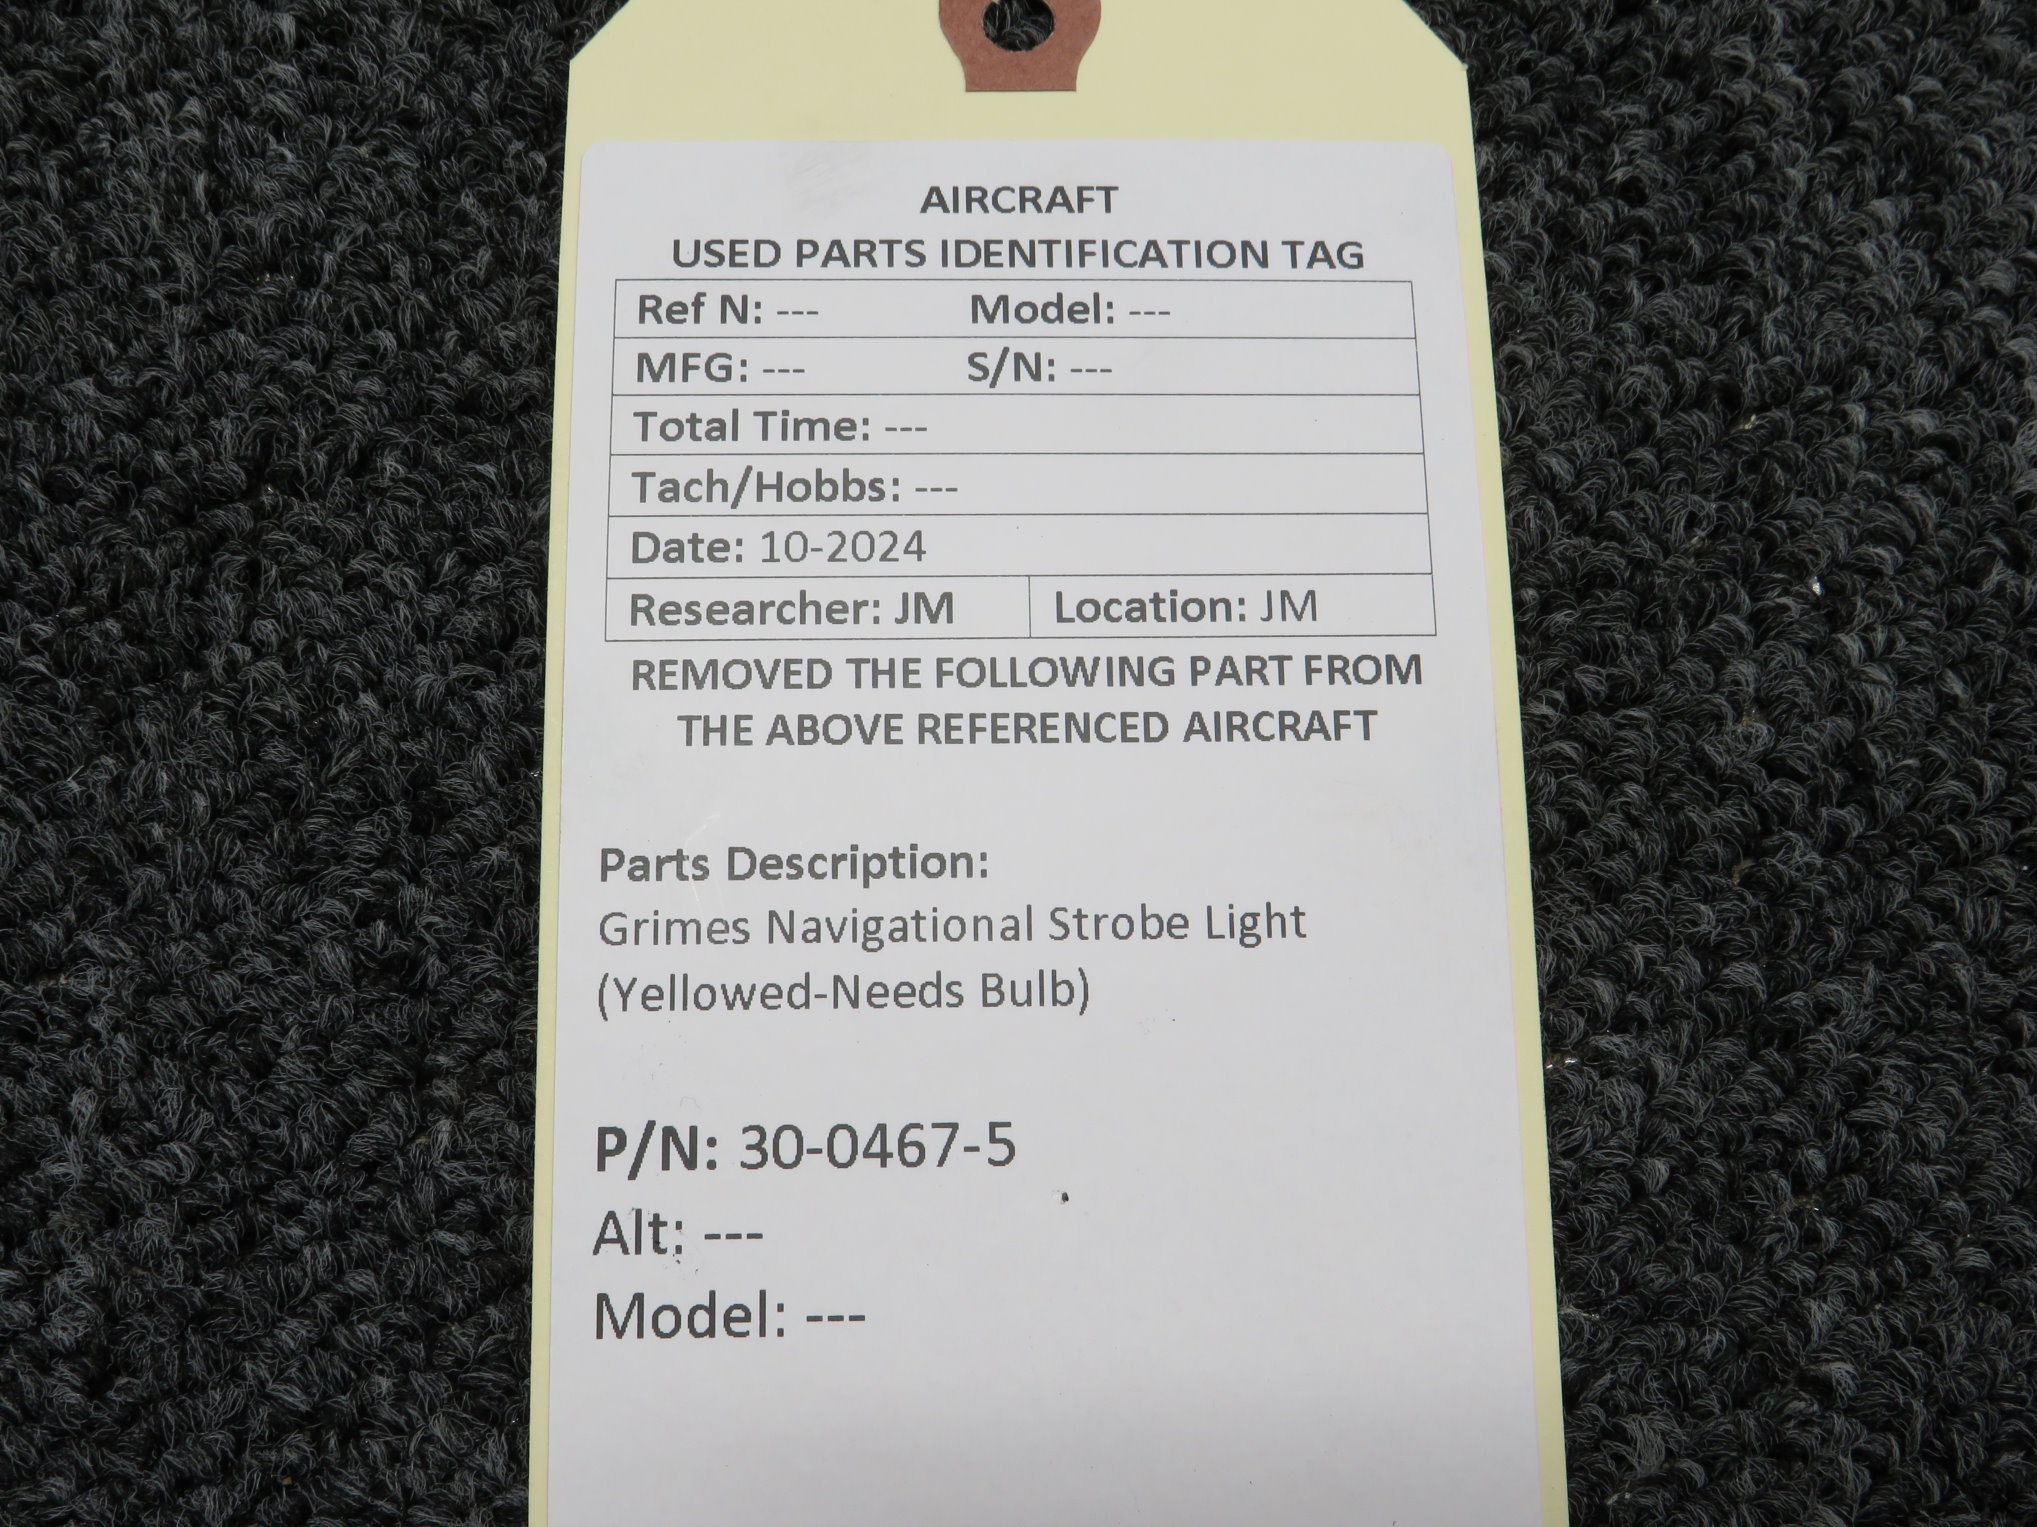 AIRCRAFT
USED PARTS IDENTIFICATION TAG
Ref N: --- Model: ---
MFG: --- S/N: ---
Total Time: ---
Tach/Hobbs: ---
Date: 10-2024
Researcher: JM Location: JM
REMOVED THE FOLLOWING PART FROM
THE ABOVE REFERENCED AIRCRAFT
Parts Description:
Grimes Navigational Strobe Light
(Yellowed-Needs Bulb)
P/N: 30-0467-5
Alt: ---
Model: ---